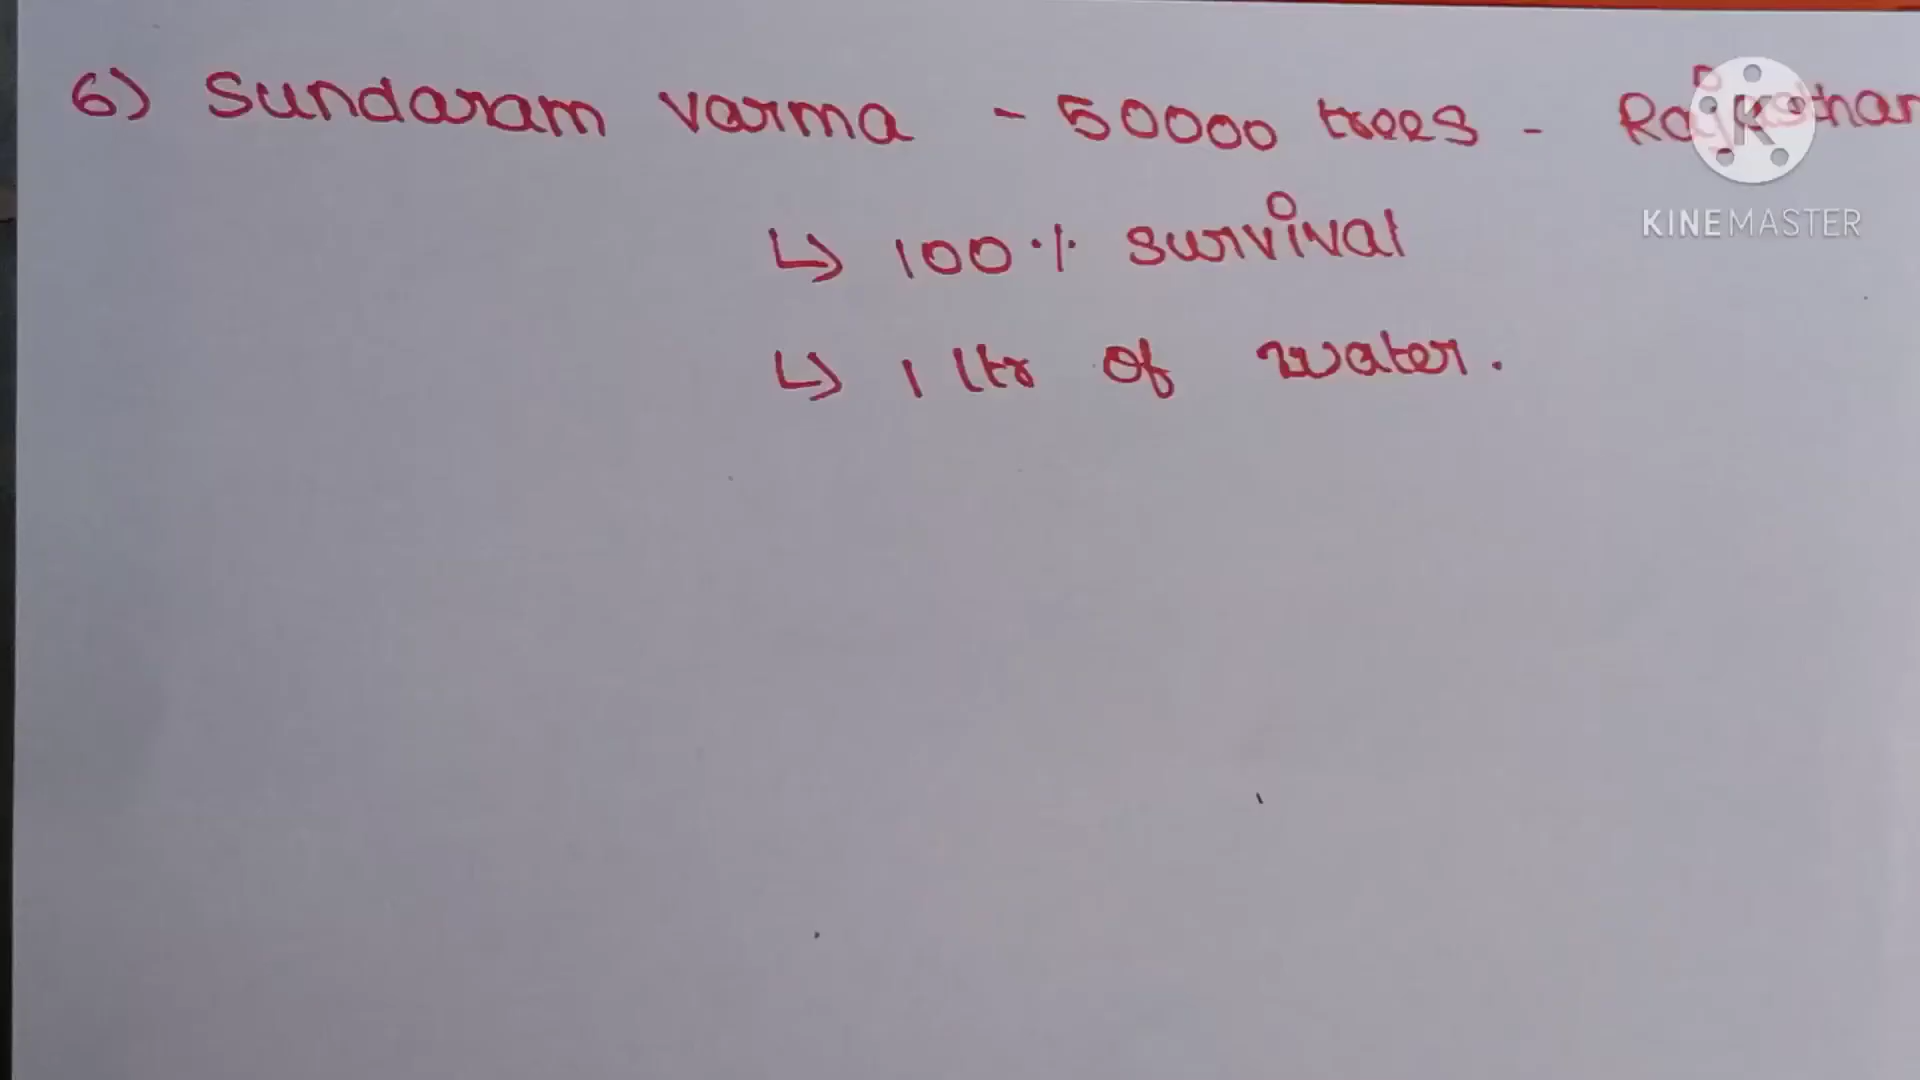 6) Sundaram varma - 50000 trees - Rajasthan
↳ 100% survival
↳ 1 ltr of water.
KINEMASTER